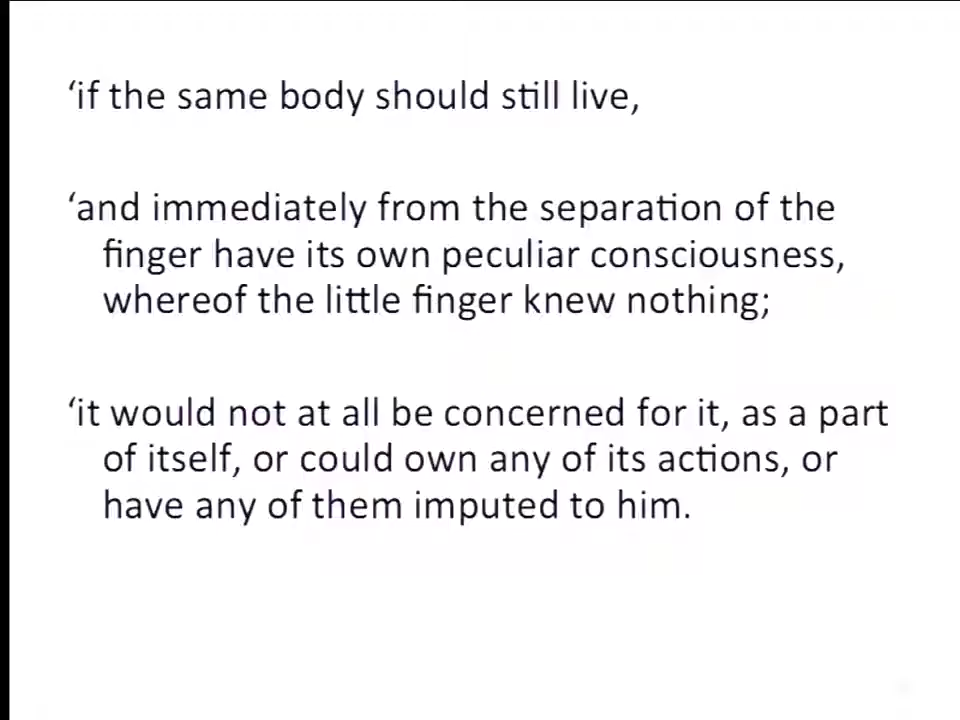 ‘if the same body should still live,
‘and immediately from the separation of the
finger have its own peculiar consciousness,
whereof the little finger knew nothing;
‘it would not at all be concerned for it, as a part
of itself, or could own any of its actions, or
have any of them imputed to him.